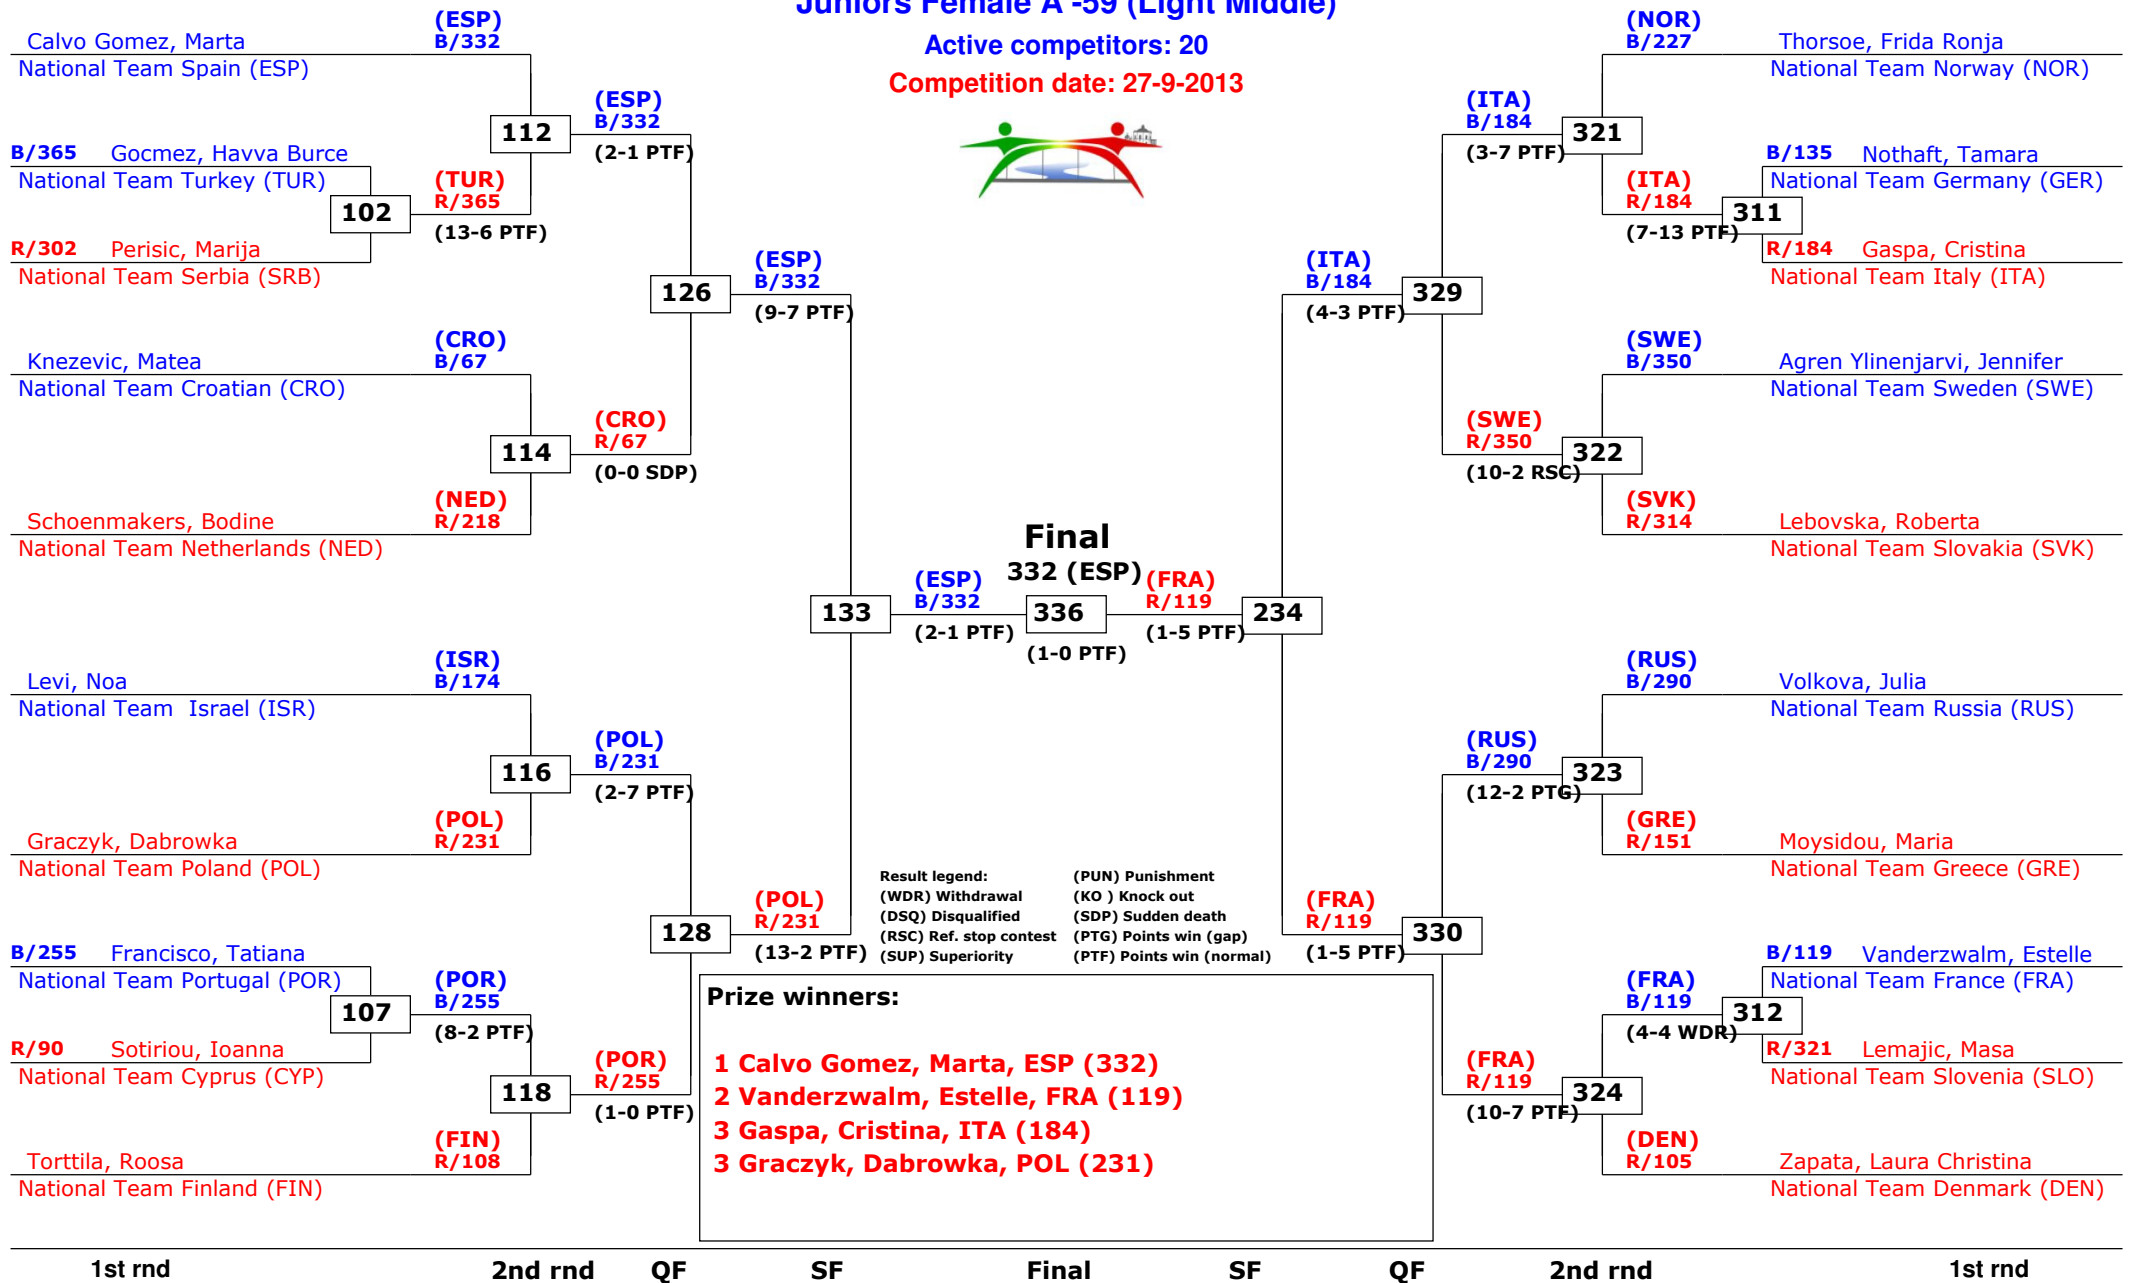 Juniors Female A -59 (Light Middle)
Active competitors: 20
Competition date: 27-9-2013
(ESP)
Calvo Gomez, Marta B/332
National Team Spain (ESP)
(ESP)
B/332
112
(2-1 PTF)
B/365 Gocmez, Havva Burce
National Team Turkey (TUR)
(TUR)
R/365
102
(13-6 PTF)
R/302 Perisic, Marija
National Team Serbia (SRB)
(ESP)
B/332
126
(9-7 PTF)
(CRO)
Knezevic, Matea B/67
National Team Croatian (CRO)
(CRO)
R/67
114
(0-0 SDP)
(NED)
Schoenmakers, Bodine R/218
National Team Netherlands (NED)
(ESP)
B/332
133
(2-1 PTF)
(ISR)
Levi, Noa B/174
National Team  Israel (ISR)
(POL)
B/231
116
(2-7 PTF)
(POL)
Graczyk, Dabrowka R/231
National Team Poland (POL)
(POL)
R/231
128
(13-2 PTF)
B/255 Francisco, Tatiana
National Team Portugal (POR)
(POR)
B/255
107
(8-2 PTF)
R/90 Sotiriou, Ioanna
National Team Cyprus (CYP)
(POR)
R/255
118
(1-0 PTF)
(FIN)
Torttila, Roosa R/108
National Team Finland (FIN)
Final
332 (ESP)
336
(1-0 PTF)
(FRA)
R/119
234
(1-5 PTF)
(NOR)
B/227 Thorsoe, Frida Ronja
National Team Norway (NOR)
(ITA)
B/184
321
(3-7 PTF)
B/135 Nothaft, Tamara
National Team Germany (GER)
(ITA)
R/184
311
(7-13 PTF)
R/184 Gaspa, Cristina
National Team Italy (ITA)
(ITA)
B/184
329
(4-3 PTF)
(SWE)
B/350 Agren Ylinenjarvi, Jennifer
National Team Sweden (SWE)
(SWE)
R/350
322
(10-2 RSC)
(SVK)
R/314 Lebovska, Roberta
National Team Slovakia (SVK)
(RUS)
B/290 Volkova, Julia
National Team Russia (RUS)
(RUS)
B/290
323
(12-2 PTG)
(GRE)
R/151 Moysidou, Maria
National Team Greece (GRE)
(FRA)
R/119
330
(1-5 PTF)
B/119 Vanderzwalm, Estelle
National Team France (FRA)
(FRA)
B/119
312
(4-4 WDR)
R/321 Lemajic, Masa
National Team Slovenia (SLO)
(FRA)
R/119
324
(10-7 PTF)
(DEN)
R/105 Zapata, Laura Christina
National Team Denmark (DEN)
Result legend: (PUN) Punishment
(WDR) Withdrawal (KO ) Knock out
(DSQ) Disqualified (SDP) Sudden death
(RSC) Ref. stop contest (PTG) Points win (gap)
(SUP) Superiority (PTF) Points win (normal)
Prize winners:
1 Calvo Gomez, Marta, ESP (332)
2 Vanderzwalm, Estelle, FRA (119)
3 Gaspa, Cristina, ITA (184)
3 Graczyk, Dabrowka, POL (231)
1st rnd 2nd rnd QF SF Final SF QF 2nd rnd 1st rnd